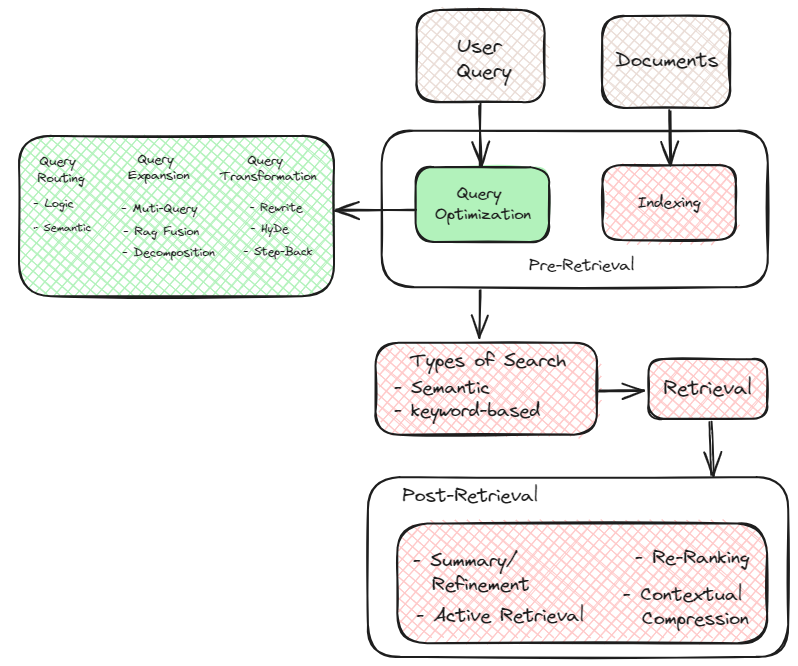 User
Query
Documents
Query
Routing
- Logic
- Semantic
Query
Expansion
- Muti-Query
- Rag Fusion
- Decomposition
Query
Transformation
- Rewrite
- HyDe
- Step-Back
Query
Optimization
Indexing
Pre-Retrieval
Types of Search
- Semantic
- keyword-based
Retrieval
Post-Retrieval
- Summary/
Refinement
- Active Retrieval
- Re-Ranking
- Contextual
Compression